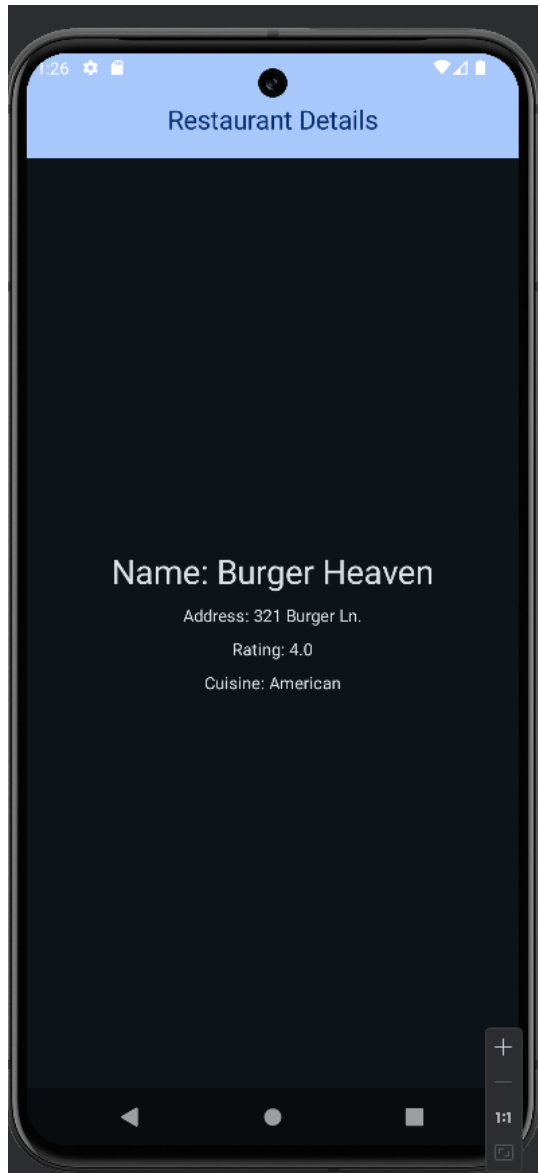 1:26
Restaurant Details
Name: Burger Heaven
Address: 321 Burger Ln.
Rating: 4.0
Cuisine: American
1:1